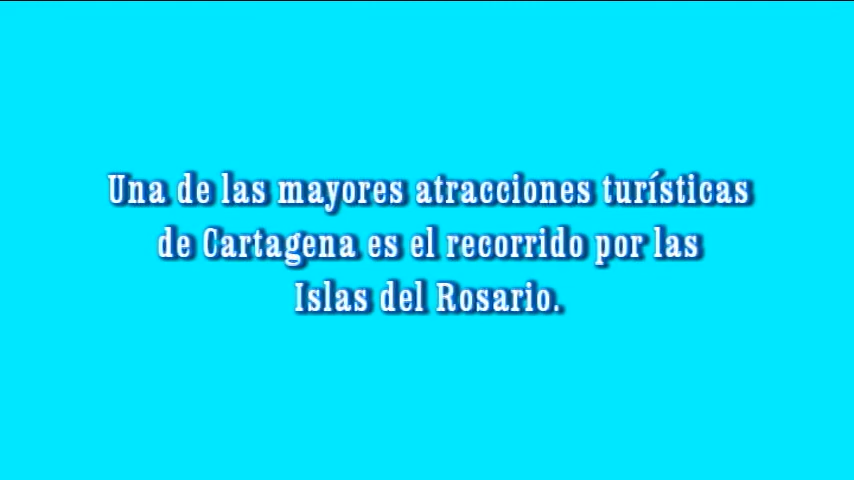 Una de las mayores atracciones turísticas
de Cartagena es el recorrido por las
Islas del Rosario.